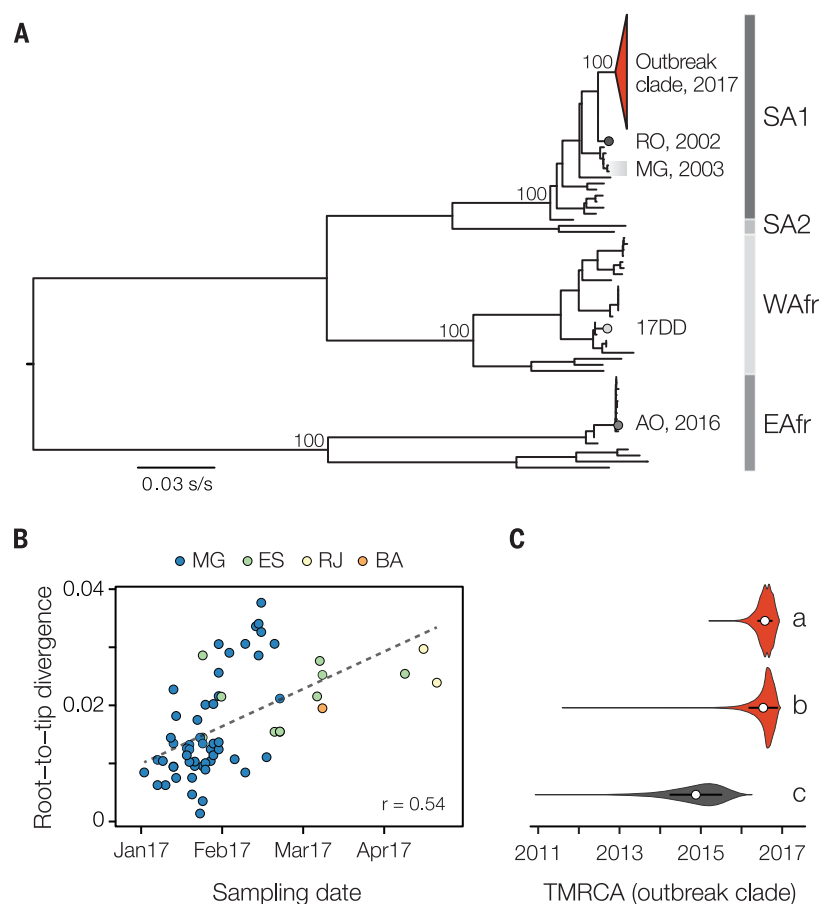 A
100
Outbreak
clade, 2017
RO, 2002
MG, 2003
100
SA1
SA2
WAfr
100
17DD
AO, 2016
EAfr
100
0.03 s/s
B
MG ES RJ BA
0.04
0.02
0
Root-to-tip divergence
r = 0.54
Jan17 Feb17 Mar17 Apr17
Sampling date
C
a
b
c
2011 2013 2015 2017
TMRCA (outbreak clade)